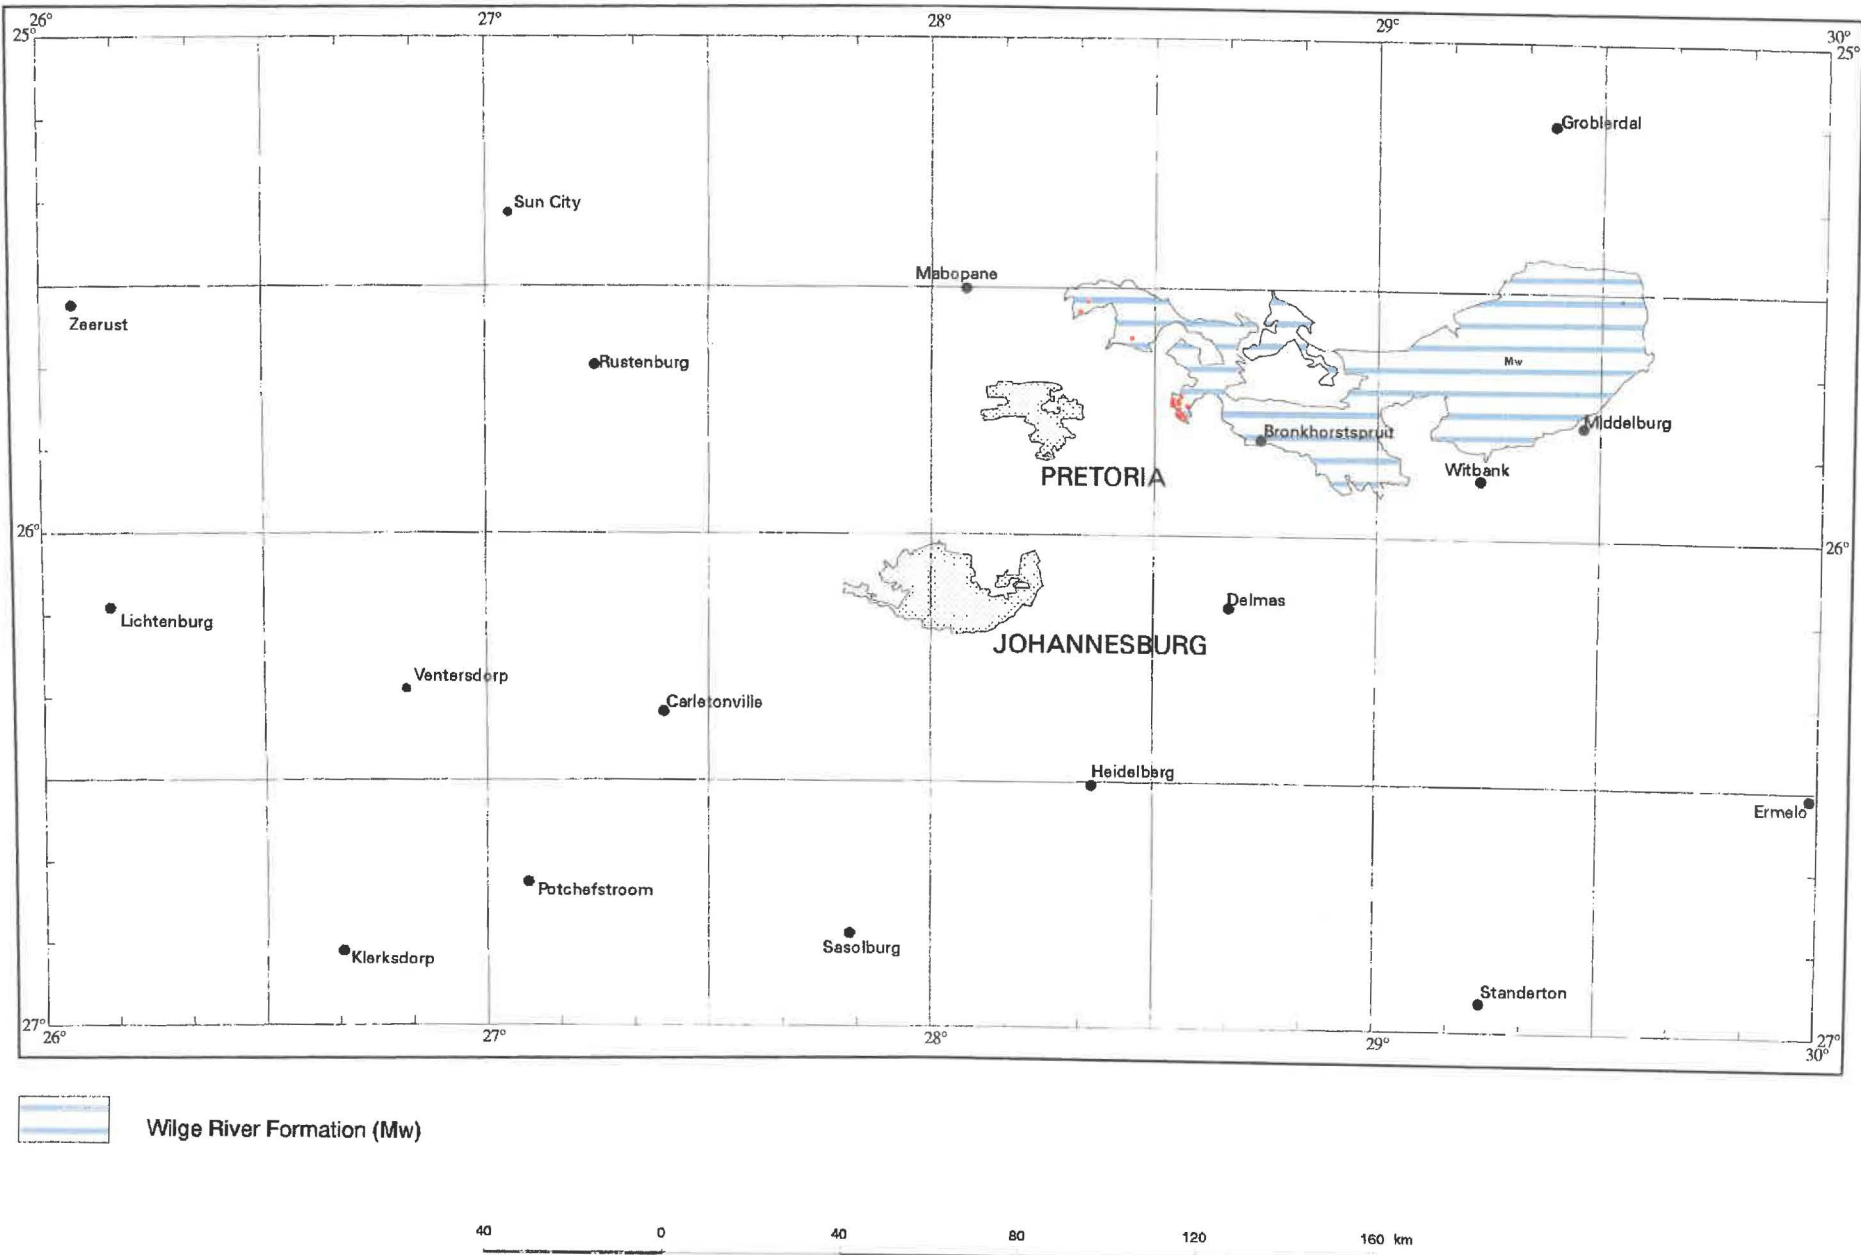 26° 27° 28° 29° 30°
25° 25°
Groblerdal
Sun City
Mabopane
Zeerust
Rustenburg
Mw
Bronkhorstspruit
Middelburg
Witbank
PRETORIA
26° 26°
Lichtenburg
Delmas
JOHANNESBURG
Ventersdorp
Carletonville
Heidelberg
Ermelo
Potchefstroom
Sasolburg
Klerksdorp
Standerton
27° 27°
26° 27° 28° 29° 30°
Wilge River Formation (Mw)
40 0 40 80 120 160 km